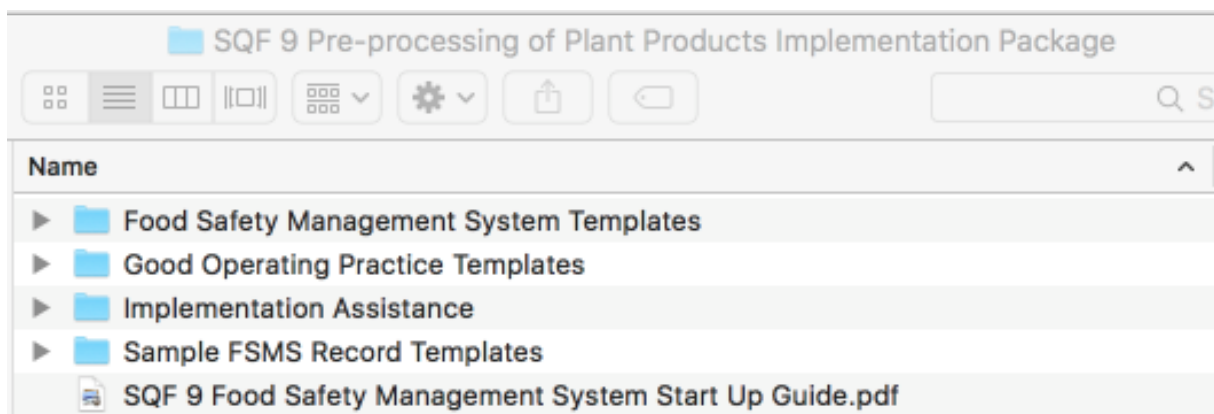 SQF 9 Pre-processing of Plant Products Implementation Package
S
Name
Food Safety Management System Templates
Good Operating Practice Templates
Implementation Assistance
Sample FSMS Record Templates
SQF 9 Food Safety Management System Start Up Guide.pdf